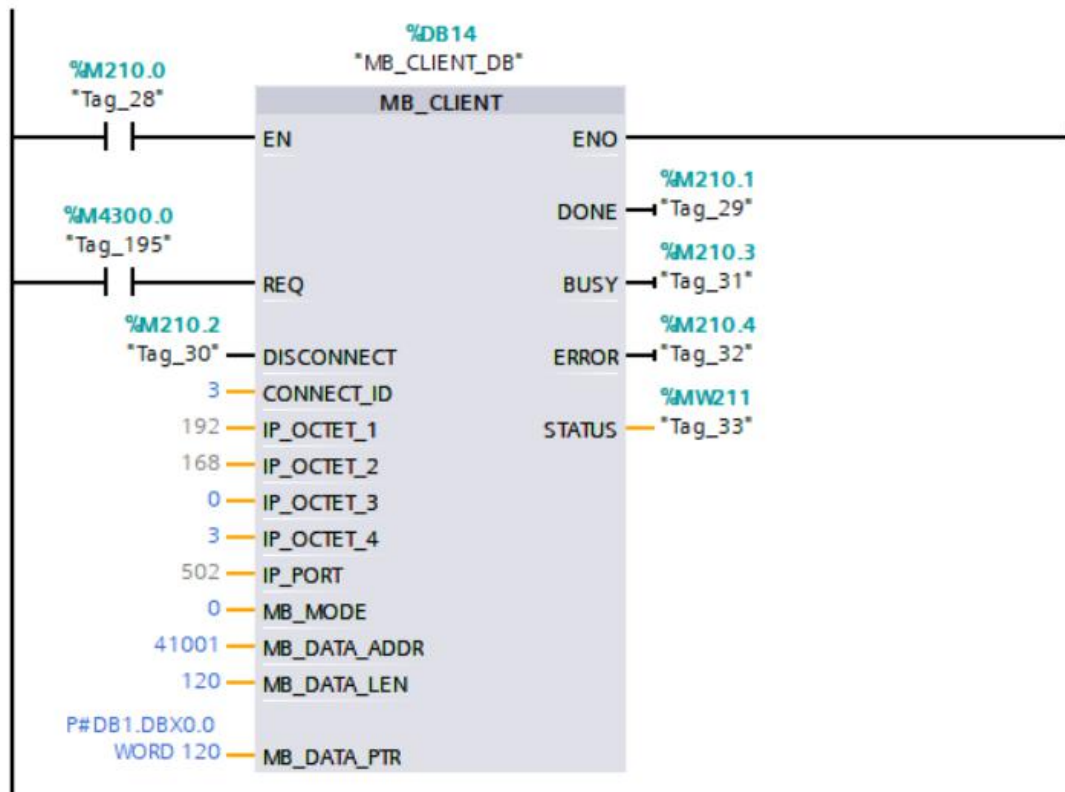 %DB14
"MB_CLIENT_DB"
%M210.0
"Tag_28"
MB_CLIENT
EN
ENO
%M210.1
"Tag_29"
DONE
%M4300.0
"Tag_195"
%M210.3
"Tag_31"
REQ
BUSY
%M210.2
"Tag_30"
DISCONNECT
%M210.4
"Tag_32"
ERROR
3
CONNECT_ID
%MW211
"Tag_33"
192
IP_OCTET_1
STATUS
168
IP_OCTET_2
0
IP_OCTET_3
3
IP_OCTET_4
502
IP_PORT
0
MB_MODE
41001
MB_DATA_ADDR
120
MB_DATA_LEN
P#DB1.DBX0.0
WORD 120
MB_DATA_PTR